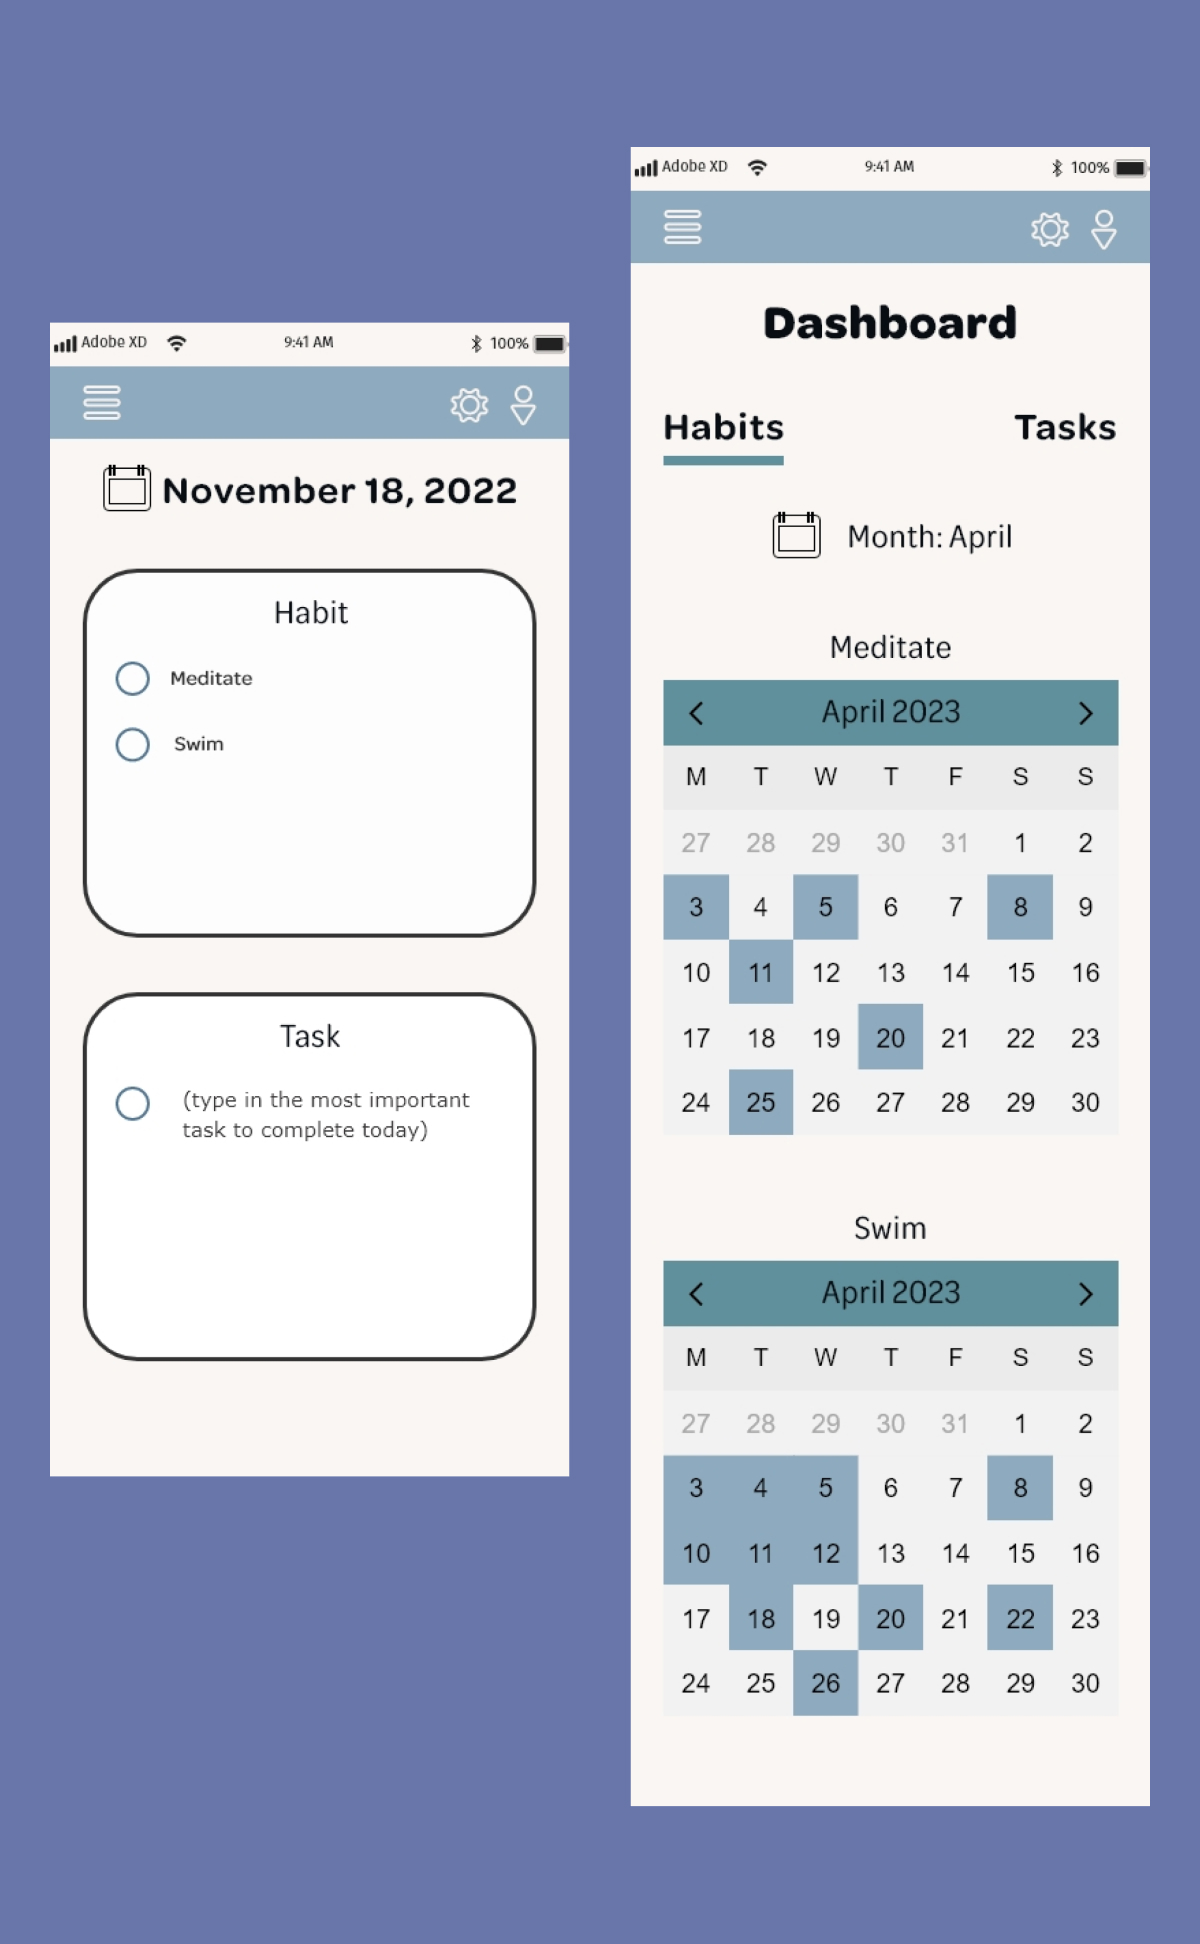 Adobe XD 9:41 AM 100%
November 18, 2022
Habit
Meditate
Swim
Task
(type in the most important
task to complete today)
Adobe XD 9:41 AM 100%
Dashboard
Habits Tasks
Month: April
Meditate
April 2023
M T W T F S S
27 28 29 30 31 1 2
3 4 5 6 7 8 9
10 11 12 13 14 15 16
17 18 19 20 21 22 23
24 25 26 27 28 29 30
Swim
April 2023
M T W T F S S
27 28 29 30 31 1 2
3 4 5 6 7 8 9
10 11 12 13 14 15 16
17 18 19 20 21 22 23
24 25 26 27 28 29 30